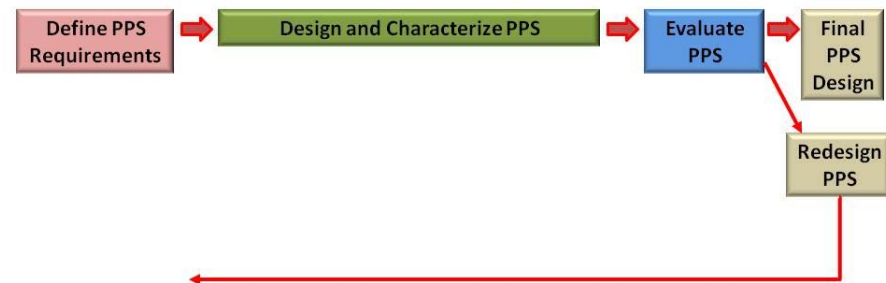 Define PPS
Requirements
Design and Characterize PPS
Evaluate
PPS
Final
PPS
Design
Redesign
PPS